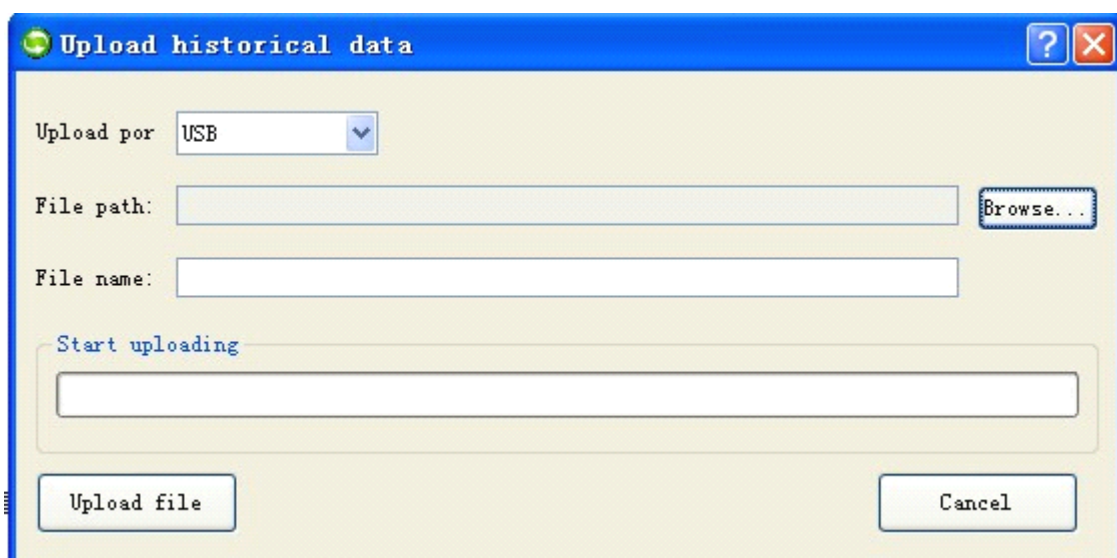 Upload historical data
Upload por USB
File path: Browse...
File name:
Start uploading
Upload file Cancel